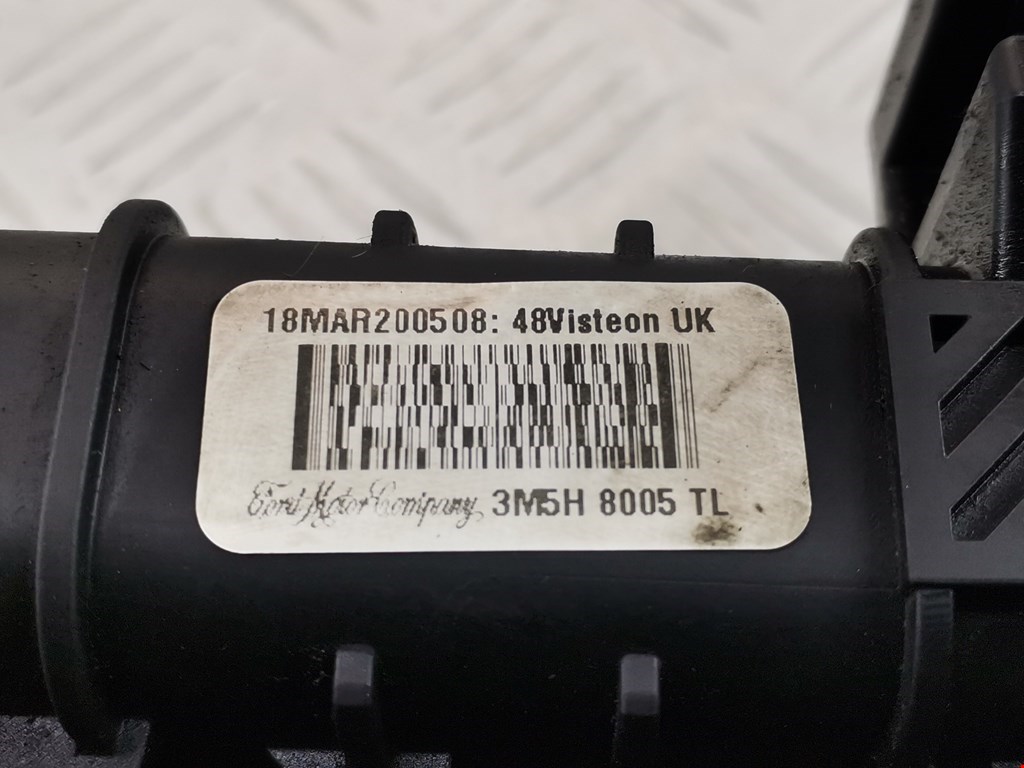 18MAR200508: 48Visteon UK
Ford Motor Company 3M5H 8005 TL